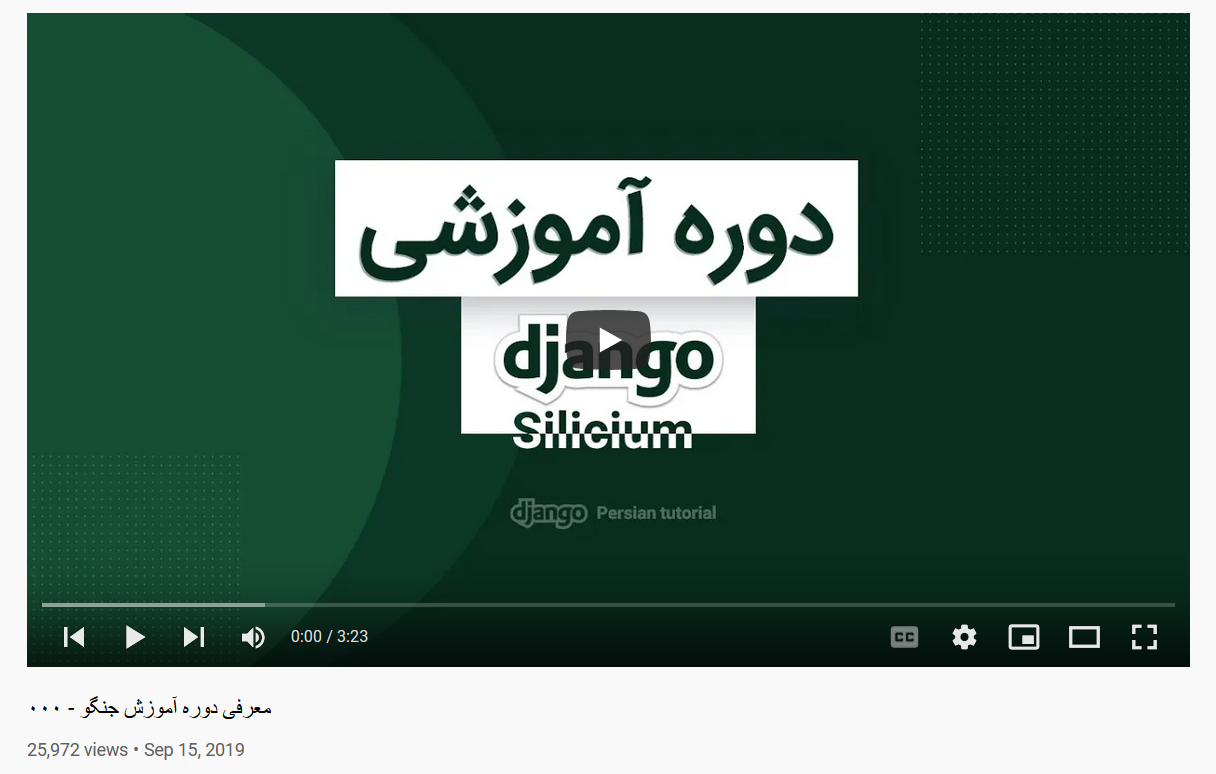 دوره آموزشی
django
Silicium
django Persian tutorial
0:00 / 3:23
CC
معرفی دوره آموزش جنگو - ۰۰۰
25,972 views • Sep 15, 2019